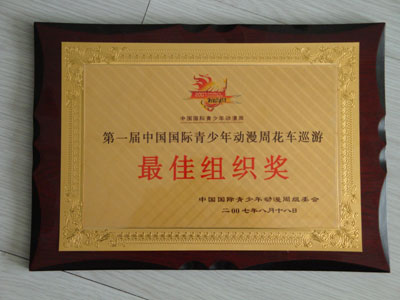 中国国际青少年动漫周
第一届中国国际青少年动漫周花车巡游
最佳组织奖
中国国际青少年动漫周组委会
二00七年八月十八日